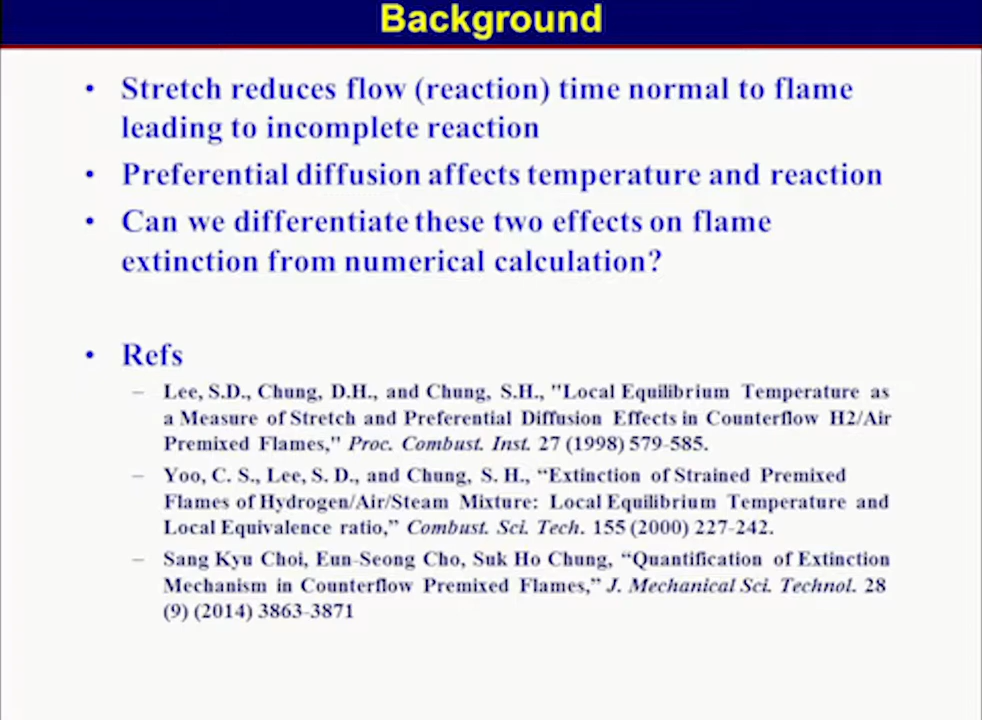 Background
• Stretch reduces flow (reaction) time normal to flame
leading to incomplete reaction
• Preferential diffusion affects temperature and reaction
• Can we differentiate these two effects on flame
extinction from numerical calculation?
• Refs
– Lee, S.D., Chung, D.H., and Chung, S.H., "Local Equilibrium Temperature as
a Measure of Stretch and Preferential Diffusion Effects in Counterflow H2/Air
Premixed Flames," Proc. Combust. Inst. 27 (1998) 579-585.
– Yoo, C. S., Lee, S. D., and Chung, S. H., “Extinction of Strained Premixed
Flames of Hydrogen/Air/Steam Mixture: Local Equilibrium Temperature and
Local Equivalence ratio,” Combust. Sci. Tech. 155 (2000) 227-242.
– Sang Kyu Choi, Eun-Seong Cho, Suk Ho Chung, “Quantification of Extinction
Mechanism in Counterflow Premixed Flames,” J. Mechanical Sci. Technol. 28
(9) (2014) 3863-3871